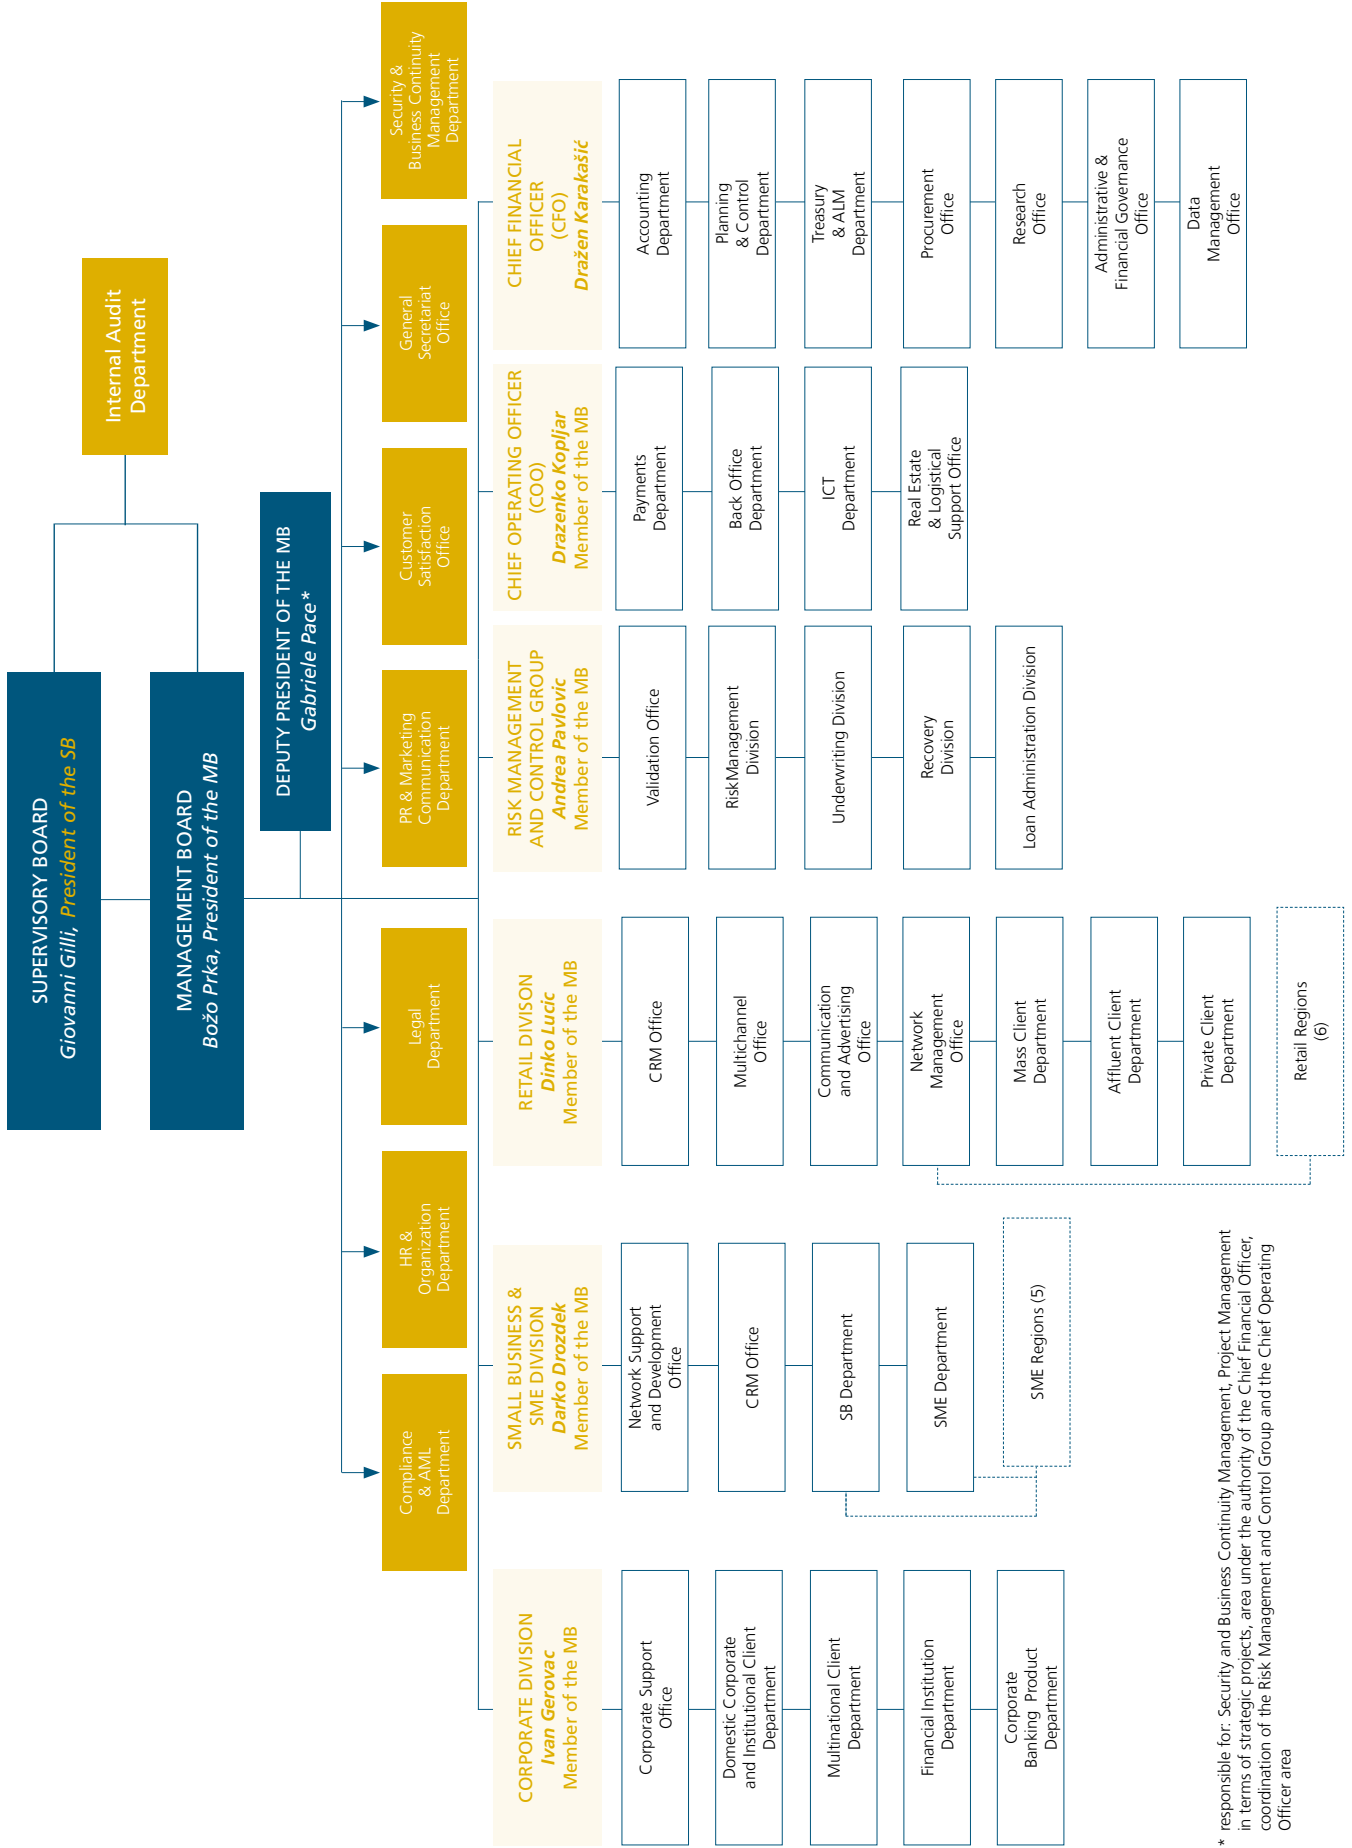 SUPERVISORY BOARD
Giovanni Gilli, President of the SB
MANAGEMENT BOARD
Božo Prka, President of the MB
Internal Audit
Department
DEPUTY PRESIDENT OF THE MB
Gabriele Pace*
Compliance
& AML
Department
HR &
Organization
Department
Legal
Department
PR & Marketing
Communication
Department
Customer
Satisfaction
Office
General
Secretariat
Office
Security &
Business Continuity
Management
Department
CORPORATE DIVISION
Ivan Gerovac
Member of the MB
Corporate Support
Office
Domestic Corporate
and Institutional Client
Department
Multinational Client
Department
Financial Institution
Department
Corporate
Banking Product
Department
SMALL BUSINESS &
SME DIVISION
Darko Drozdek
Member of the MB
Network Support
and Development
Office
CRM Office
SB Department
SME Department
SME Regions (5)
RETAIL DIVISON
Dinko Lucic
Member of the MB
CRM Office
Multichannel
Office
Communication
and Advertising
Office
Network
Management
Office
Mass Client
Department
Affluent Client
Department
Private Client
Department
Retail Regions
(6)
RISK MANAGEMENT
AND CONTROL GROUP
Andrea Pavlovic
Member of the MB
Validation Office
RiskManagement
Division
Underwriting Division
Recovery
Division
Loan Administration Division
CHIEF OPERATING OFFICER
(COO)
Drazenko Kopljar
Member of the MB
Payments
Department
Back Office
Department
ICT
Department
Real Estate
& Logistical
Support Office
CHIEF FINANCIAL
OFFICER
(CFO)
Dražen Karakašić
Accounting
Department
Planning
& Control
Department
Treasury
& ALM
Department
Procurement
Office
Research
Office
Administrative &
Financial Governance
Office
Data
Management
Office
* responsible for: Security and Business Continuity Management, Project Management
in terms of strategic projects, area under the authority of the Chief Financial Officer,
coordination of the Risk Management and Control Group and the Chief Operating
Officer area